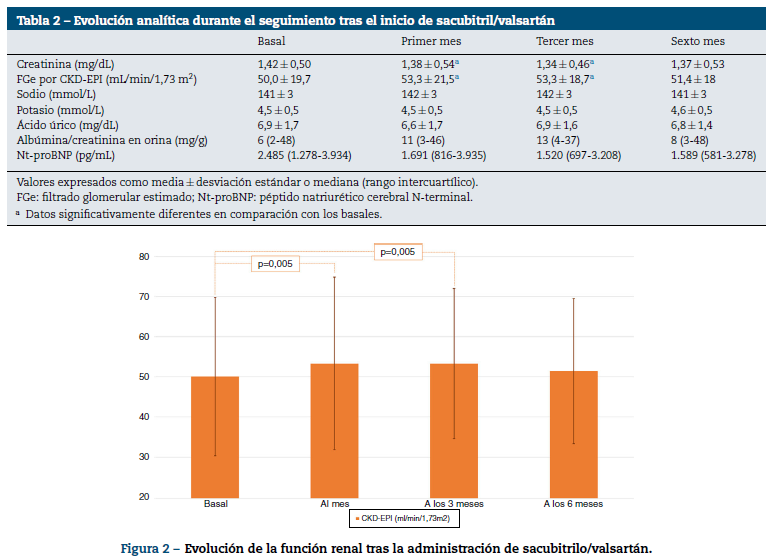 Tabla 2 – Evolución analítica durante el seguimiento tras el inicio de sacubitril/valsartán
Basal Primer mes Tercer mes Sexto mes
Creatinina (mg/dL) 1,42 ± 0,50 1,38 ± 0,54a 1,34 ± 0,46a 1,37 ± 0,53
FGe por CKD-EPI (mL/min/1,73 m2) 50,0 ± 19,7 53,3 ± 21,5a 53,3 ± 18,7a 51,4 ± 18
Sodio (mmol/L) 141 ± 3 142 ± 3 142 ± 3 141 ± 3
Potasio (mmol/L) 4,5 ± 0,5 4,5 ± 0,5 4,5 ± 0,5 4,6 ± 0,5
Ácido úrico (mg/dL) 6,9 ± 1,7 6,6 ± 1,7 6,9 ± 1,6 6,8 ± 1,4
Albúmina/creatinina en orina (mg/g) 6 (2-48) 11 (3-46) 13 (4-37) 8 (3-48)
Nt-proBNP (pg/mL) 2.485 (1.278-3.934) 1.691 (816-3.935) 1.520 (697-3.208) 1.589 (581-3.278)
Valores expresados como media ± desviación estándar o mediana (rango intercuartílico).
FGe: filtrado glomerular estimado; Nt-proBNP: péptido natriurético cerebral N-terminal.
a Datos significativamente diferentes en comparación con los basales.
80
p=0,005
p=0,005
70
60
50
40
30
20
Basal Al mes A los 3 meses A los 6 meses
CKD-EPI (ml/min/1,73m2)
Figura 2 – Evolución de la función renal tras la administración de sacubitrilo/valsartán.